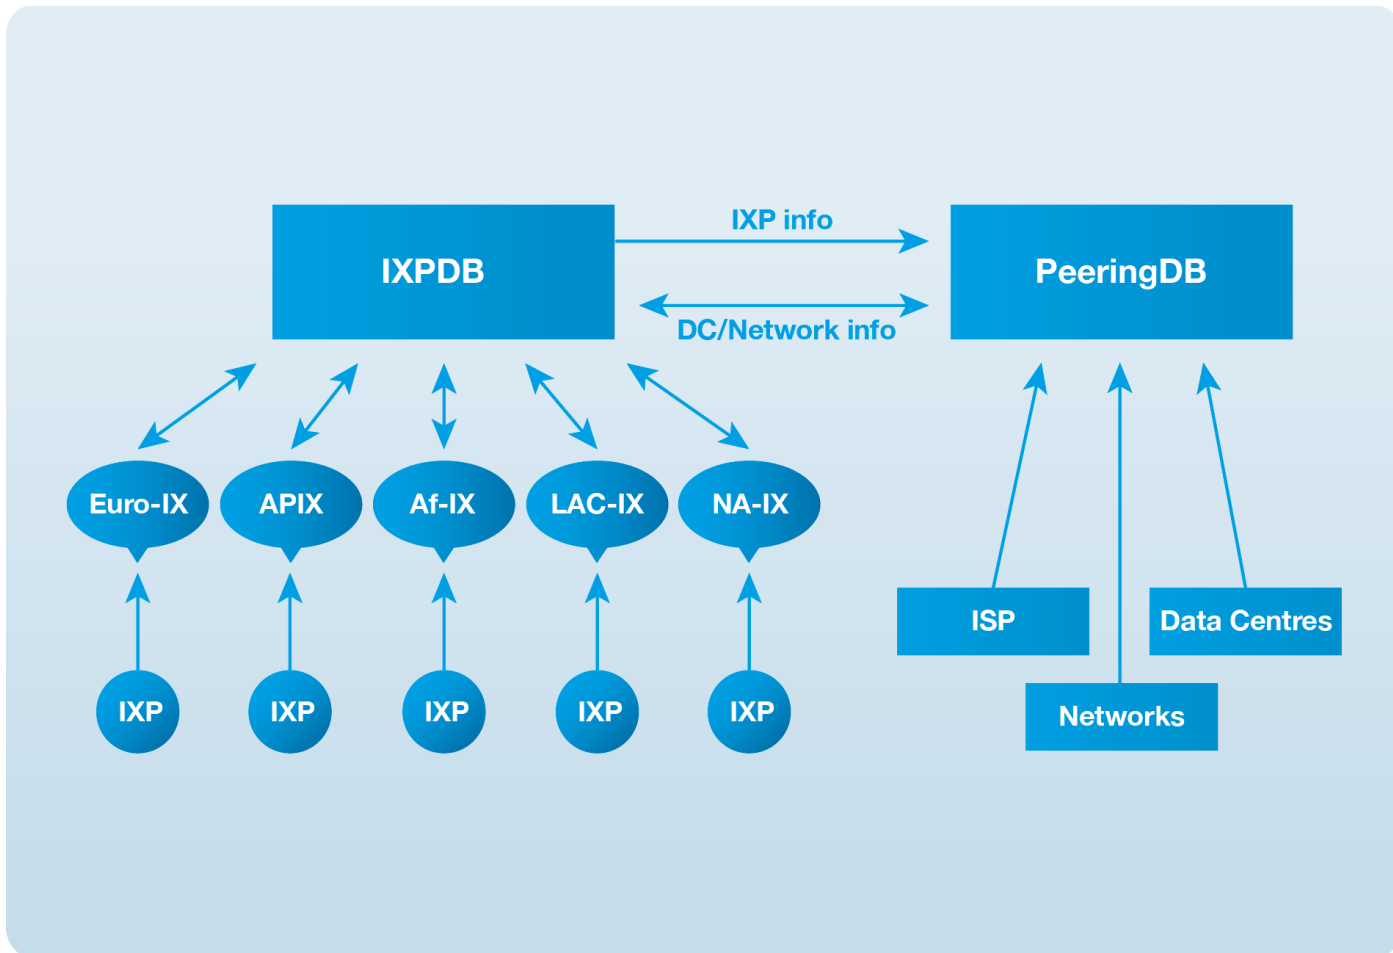 IXP info
IXPDB
PeeringDB
DC/Network info
Euro-IX
APIX
Af-IX
LAC-IX
NA-IX
ISP
Data Centres
IXP
IXP
IXP
IXP
IXP
Networks